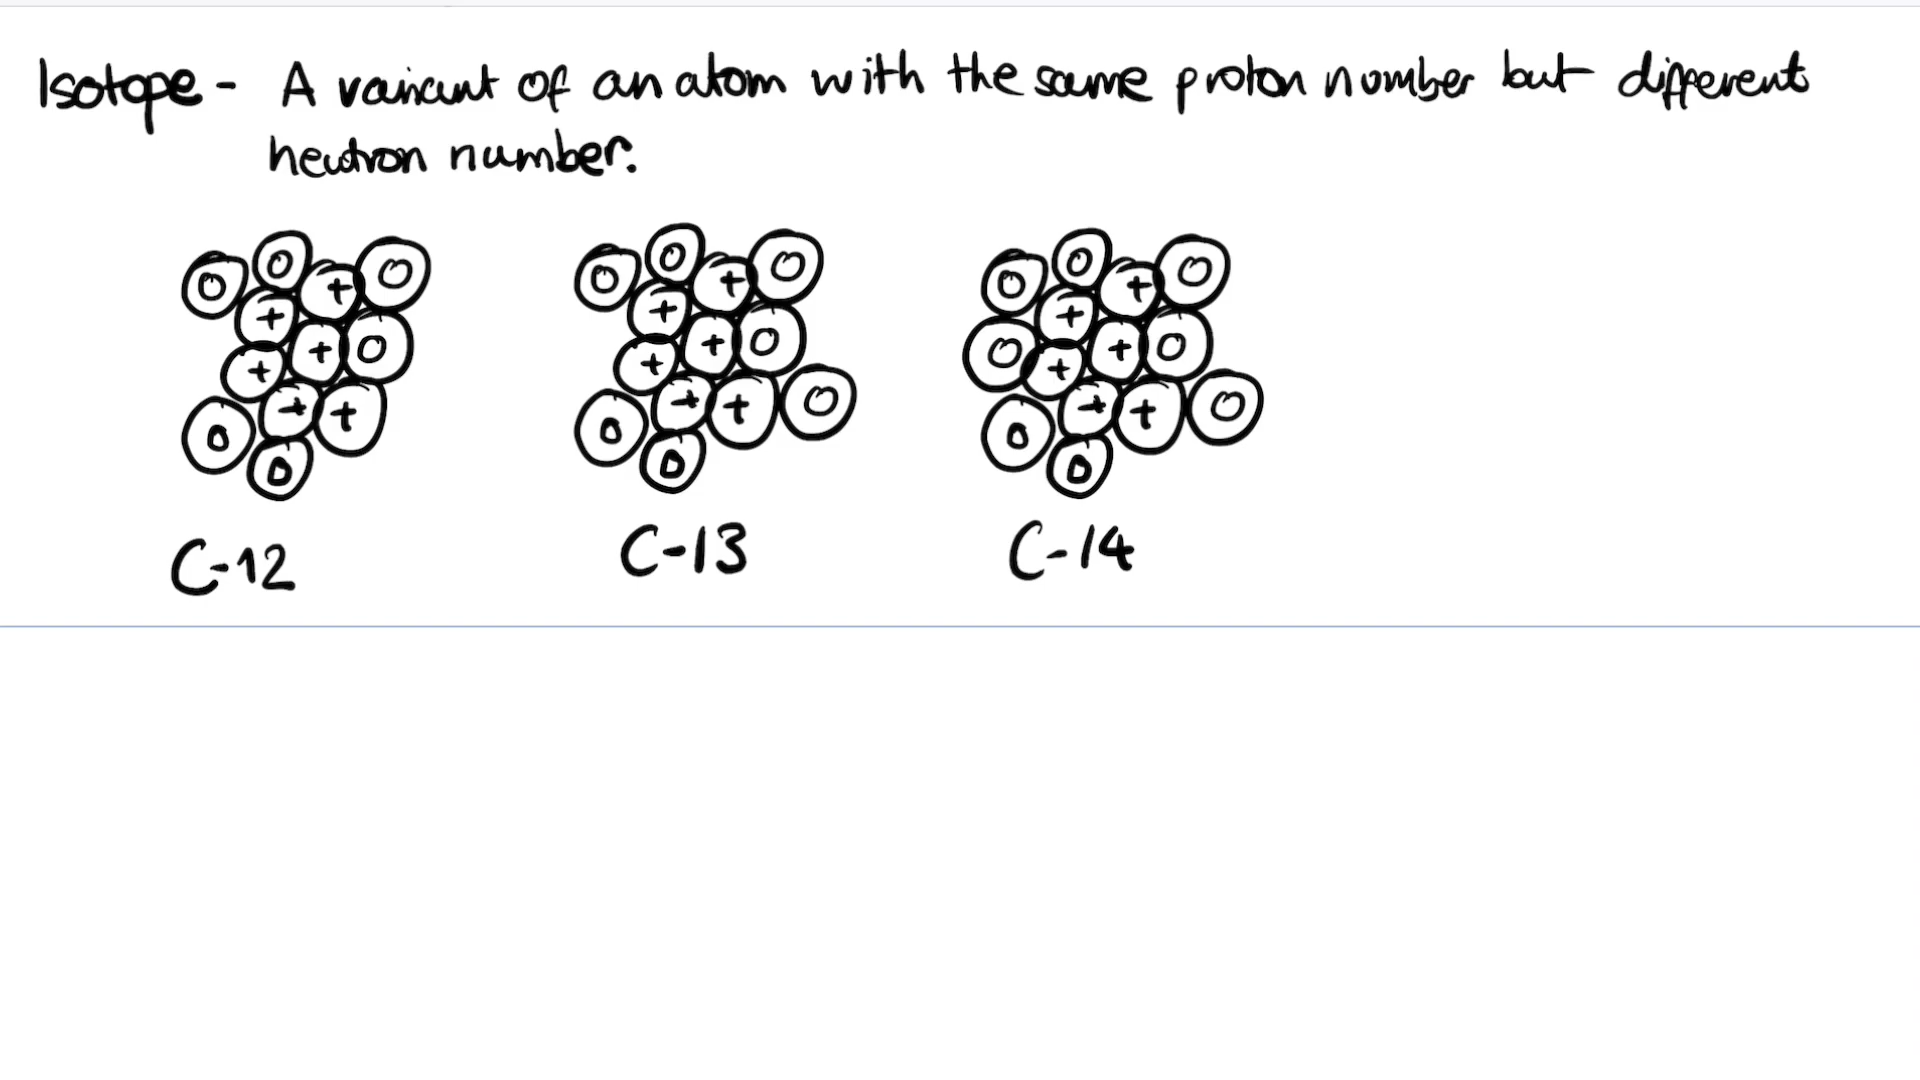 Isotope - A variant of an atom with the same proton number but different
neutron number.
C-12 C-13 C-14